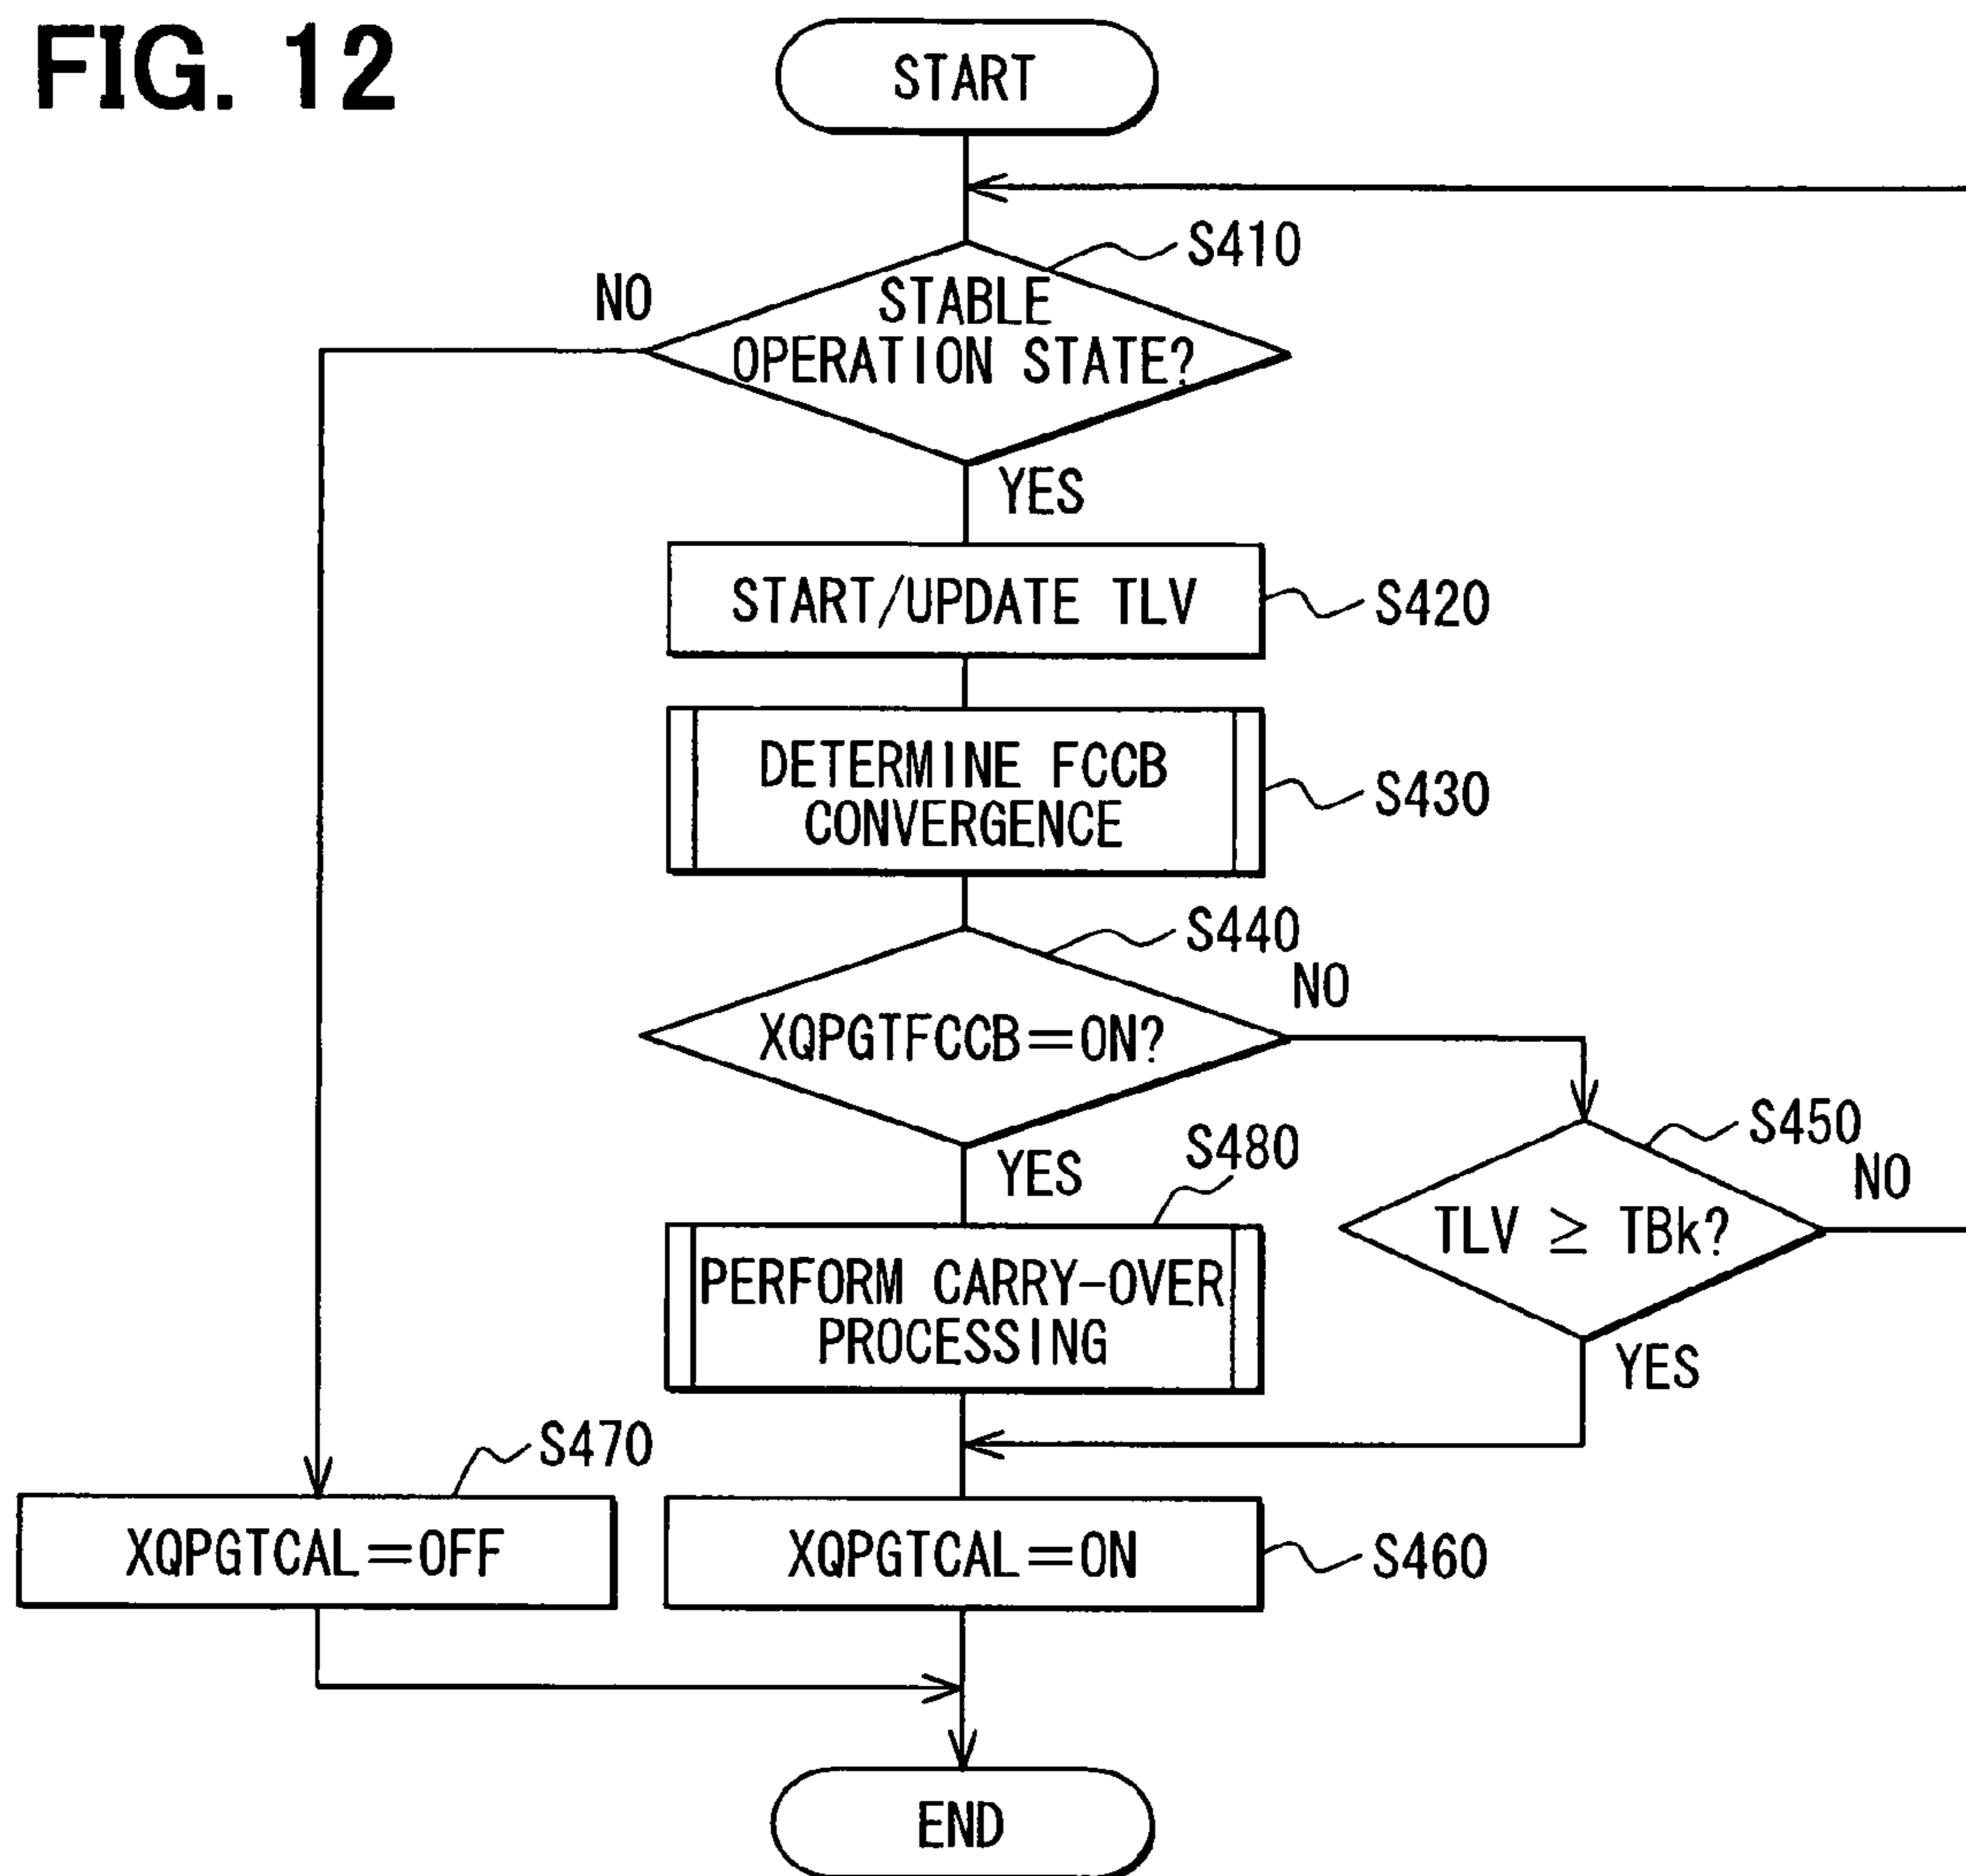 FIG. 12
START
S410
NO
STABLE
OPERATION STATE?
YES
START/UPDATE TLV
S420
DETERMINE FCCB
CONVERGENCE
S430
S440
NO
XQPGTFCCB=ON?
YES
S480
S450
NO
TLV ≥ TBk?
YES
PERFORM CARRY-OVER
PROCESSING
S470
XQPGTCAL=OFF
XQPGTCAL=ON
S460
END